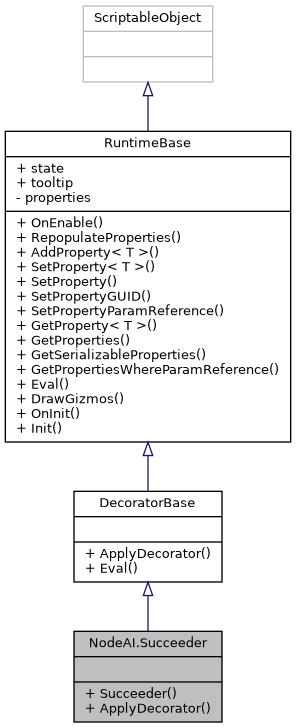 ScriptableObject
RuntimeBase
+ state
+ tooltip
- properties
+ OnEnable()
+ RepopulateProperties()
+ AddProperty< T >()
+ SetProperty< T >()
+ SetProperty()
+ SetPropertyGUID()
+ SetPropertyParamReference()
+ GetProperty< T >()
+ GetProperties()
+ GetSerializableProperties()
+ GetPropertiesWhereParamReference()
+ Eval()
+ DrawGizmos()
+ OnInit()
+ Init()
DecoratorBase
+ ApplyDecorator()
+ Eval()
NodeAI.Succeeder
+ Succeeder()
+ ApplyDecorator()